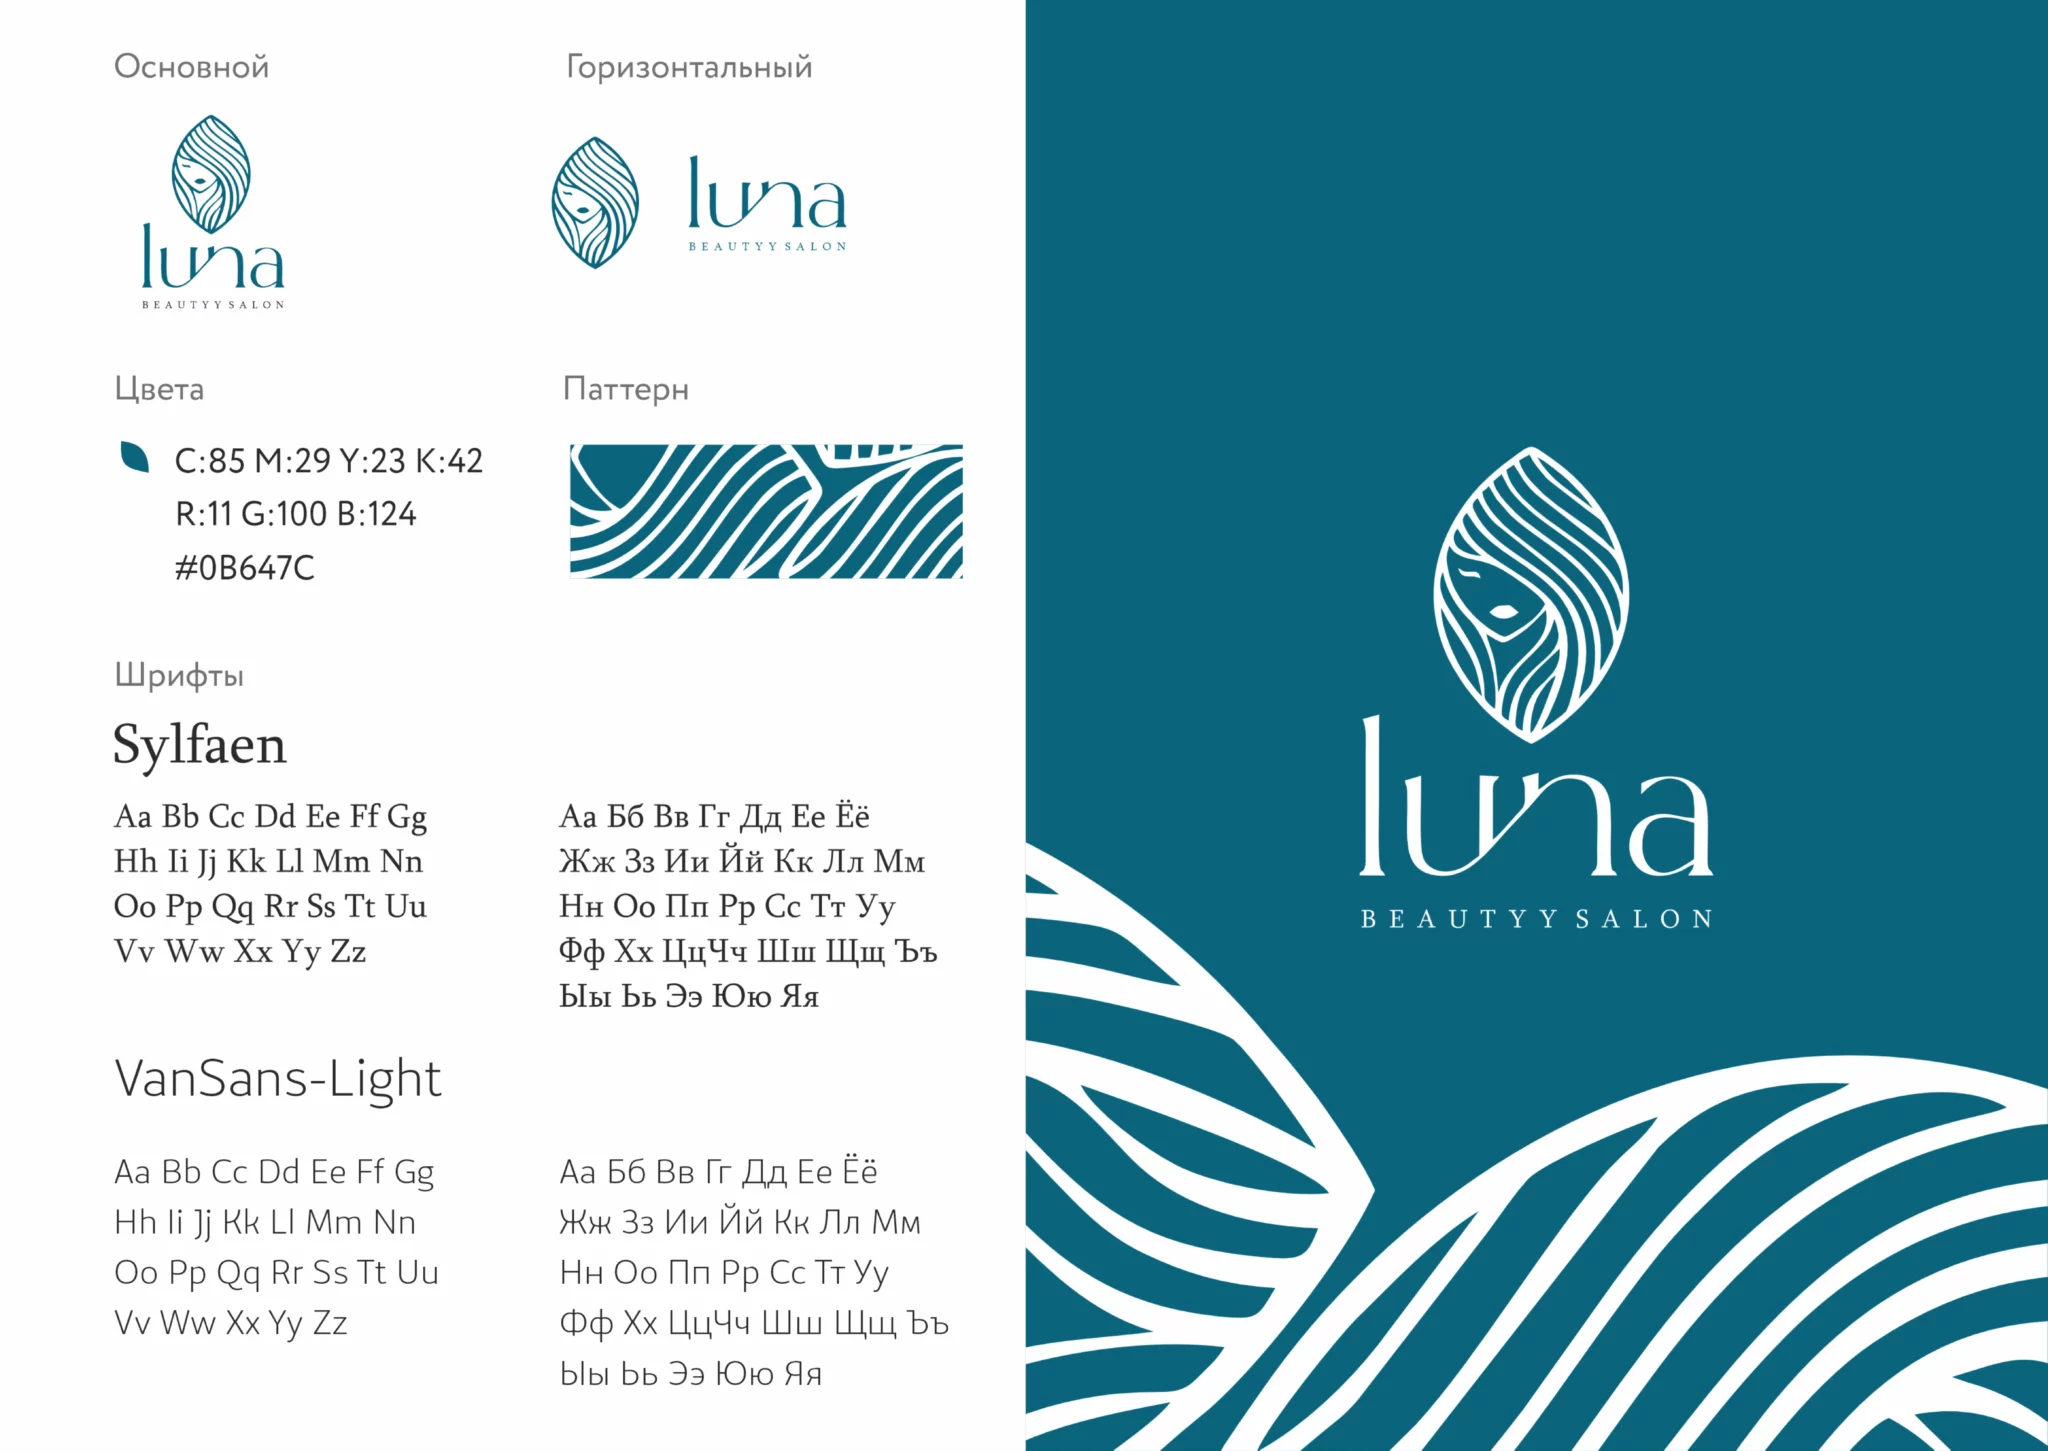 Основной
luna
BEAUTYY SALON
Горизонтальный
luna
BEAUTYY SALON
Цвета
C:85 M:29 Y:23 K:42
R:11 G:100 B:124
#0B647C
Паттерн
Шрифты
Sylfaen
Aa Bb Cc Dd Ee Ff Gg
Hh Ii Jj Kk Ll Mm Nn
Oo Pp Qq Rr Ss Tt Uu
Vv Ww Xx Yy Zz
Аа Бб Вв Гг Дд Ее Ёё
Жж Зз Ии Йй Кк Лл Мм
Нн Оо Пп Рр Сс Тт Уу
Фф Хх ЦцЧч Шш Щщ Ъъ
Ыы Ьь Ээ Юю Яя
VanSans-Light
Aa Bb Cc Dd Ee Ff Gg
Hh Ii Jj Kk Ll Mm Nn
Oo Pp Qq Rr Ss Tt Uu
Vv Ww Xx Yy Zz
Аа Бб Вв Гг Дд Ее Ёё
Жж Зз Ии Йй Кк Лл Мм
Нн Оо Пп Рр Сс Тт Уу
Фф Хх ЦцЧч Шш Щщ Ъъ
Ыы Ьь Ээ Юю Яя
luna
BEAUTYY SALON